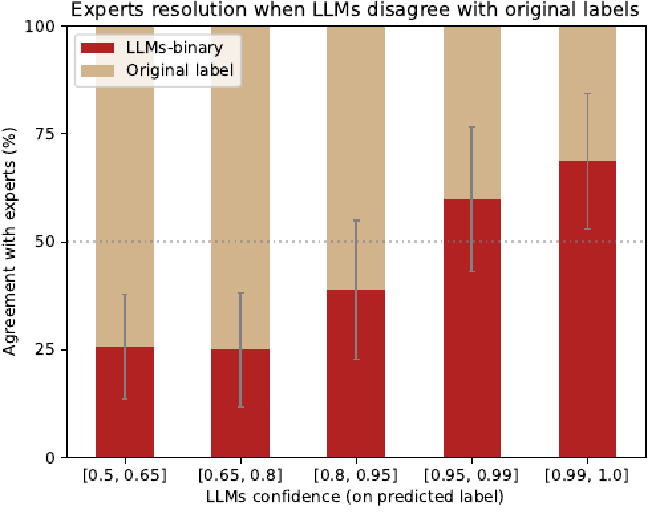 Experts resolution when LLMs disagree with original labels
LLMs-binary
Original label
Agreement with experts (%)
100
75
50
25
0
[0.5, 0.65]
[0.65, 0.8]
[0.8, 0.95]
[0.95, 0.99]
[0.99, 1.0]
LLMs confidence (on predicted label)